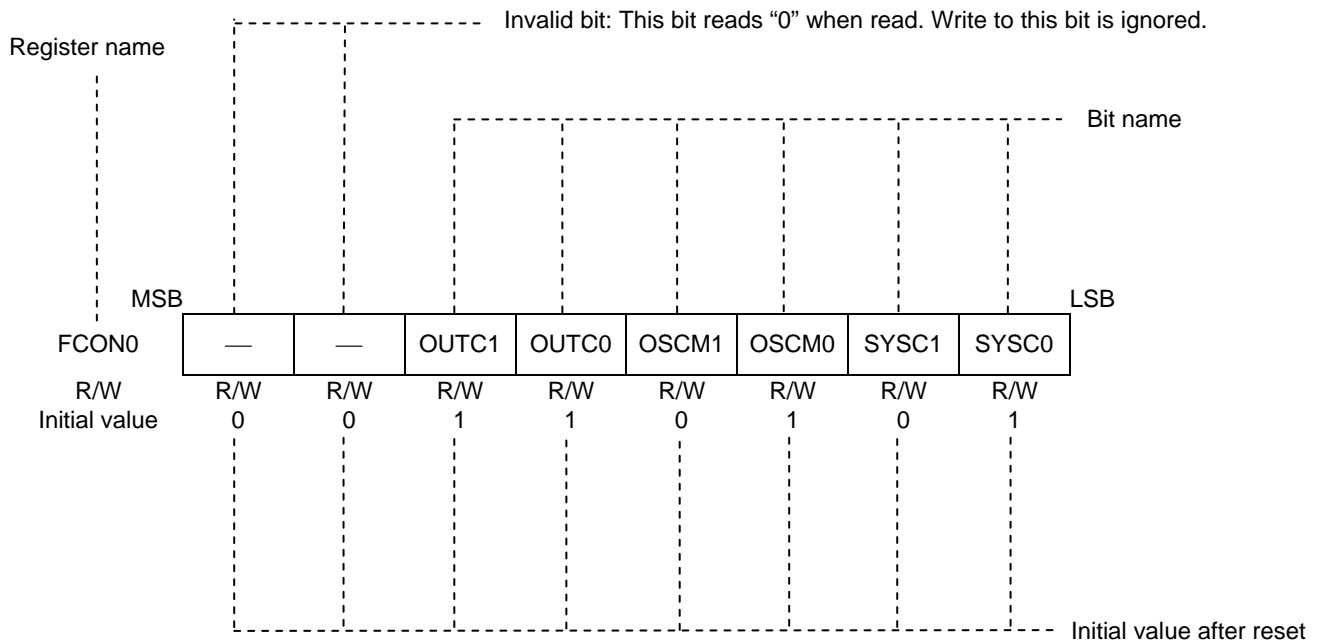 Invalid bit: This bit reads “0” when read. Write to this bit is ignored.
Register name
Bit name
MSB LSB
FCON0 — — OUTC1 OUTC0 OSCM1 OSCM0 SYSC1 SYSC0
R/W R/W R/W R/W R/W R/W R/W R/W R/W
Initial value 0 0 1 1 0 1 0 1
Initial value after reset